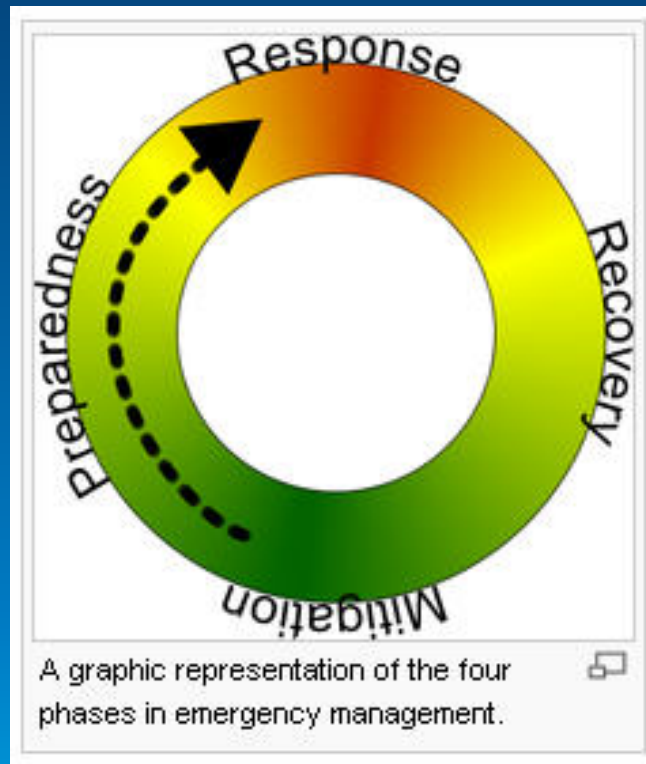 Response
Preparedness
Recovery
Mitigation
A graphic representation of the four
phases in emergency management.